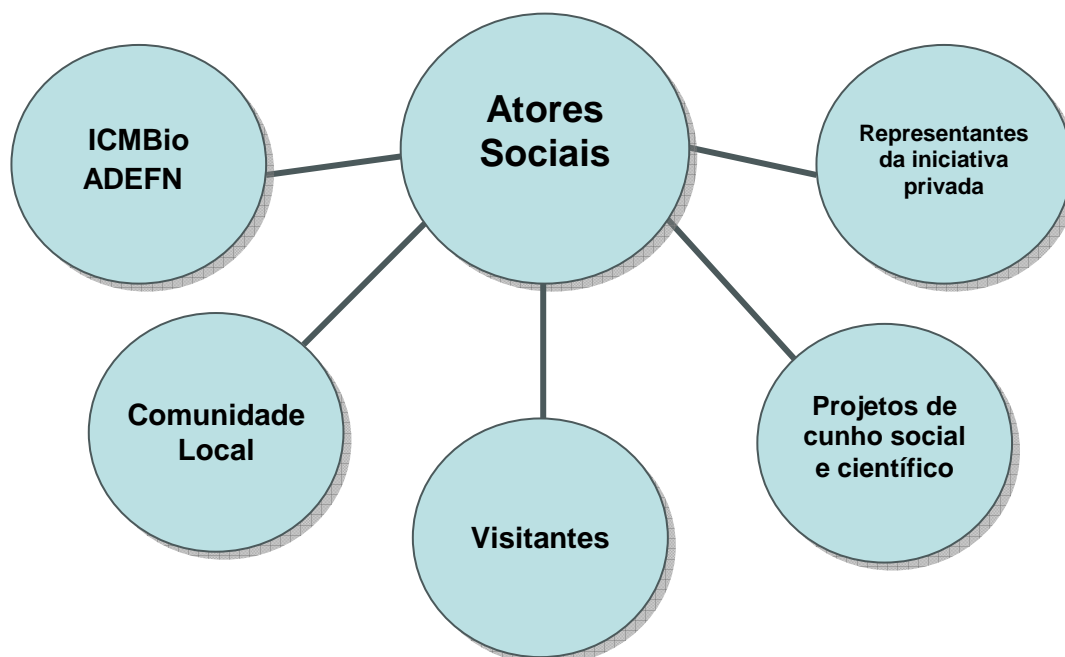 Atores
Sociais
ICMBio
ADEFN
Representantes
da iniciativa
privada
Comunidade
Local
Projetos de
cunho social
e científico
Visitantes